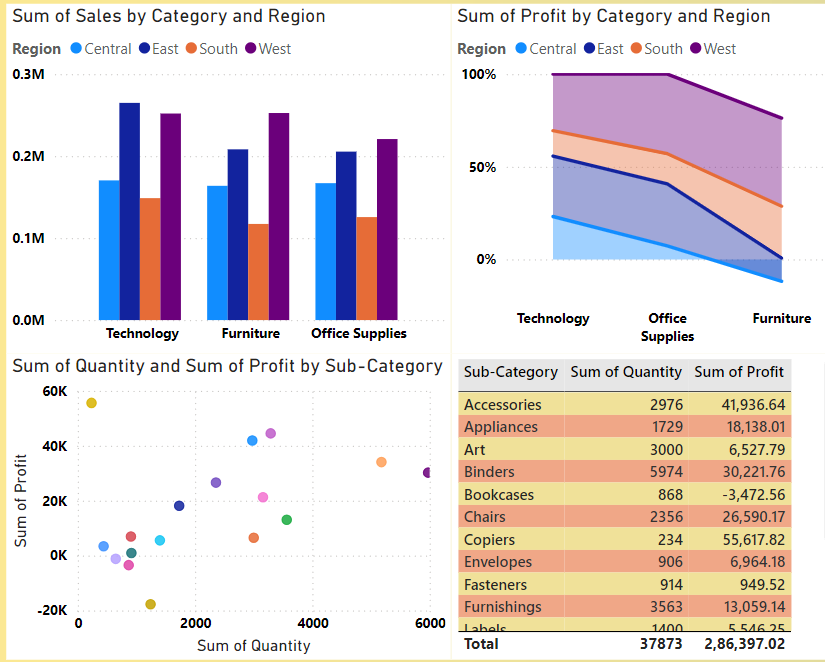 Sum of Sales by Category and Region
Region Central East South West
0.3M
0.2M
0.1M
0.0M
Technology Furniture Office Supplies
Sum of Profit by Category and Region
Region Central East South West
100%
50%
0%
Technology Office Furniture
Supplies
Sum of Quantity and Sum of Profit by Sub-Category
60K
40K
20K
0K
-20K
Sum of Profit
0 2000 4000 6000
Sum of Quantity
Sub-Category Sum of Quantity Sum of Profit
Accessories 2976 41,936.64
Appliances 1729 18,138.01
Art 3000 6,527.79
Binders 5974 30,221.76
Bookcases 868 -3,472.56
Chairs 2356 26,590.17
Copiers 234 55,617.82
Envelopes 906 6,964.18
Fasteners 914 949.52
Furnishings 3563 13,059.14
Labels 1400 5,546.25
Total 37873 2,86,397.02